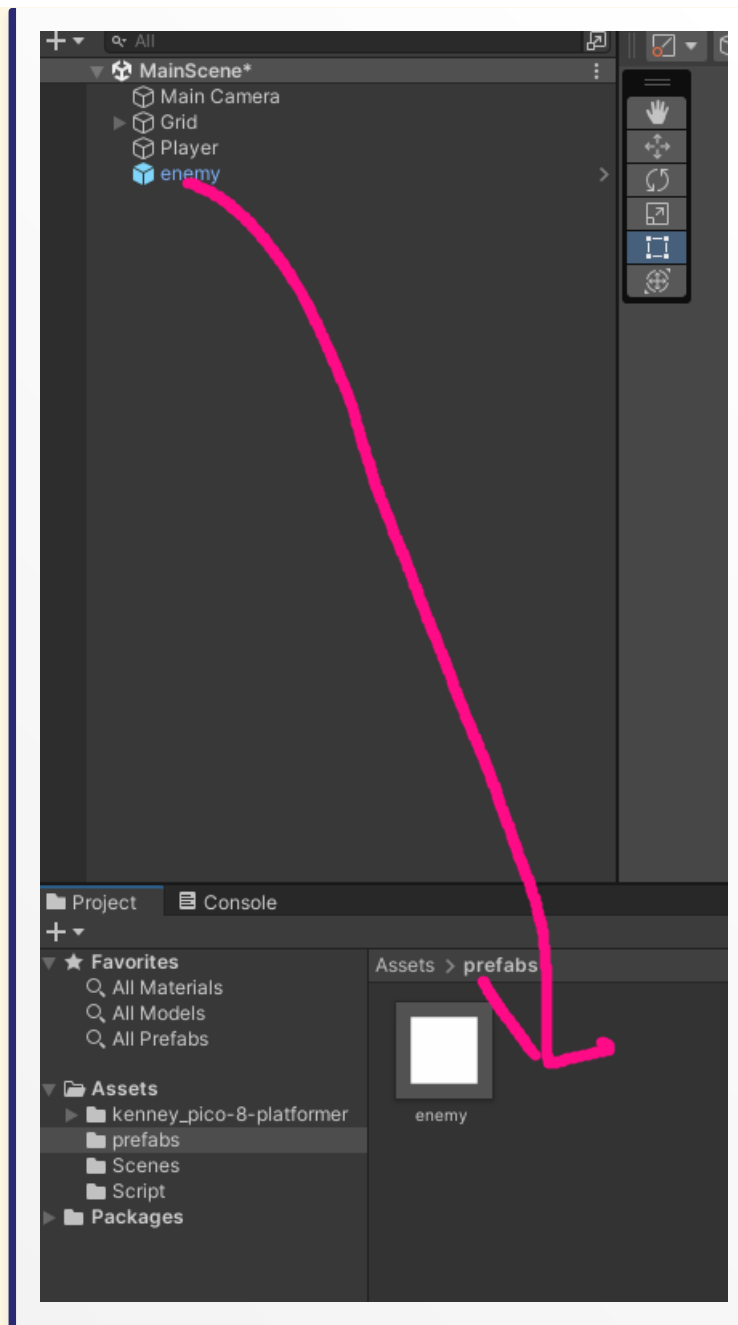 All
MainScene*
Main Camera
Grid
Player
enemy
Project Console
Favorites
All Materials
All Models
All Prefabs
Assets
kenney_pico-8-platformer
prefabs
Scenes
Script
Packages
Assets > prefabs
enemy